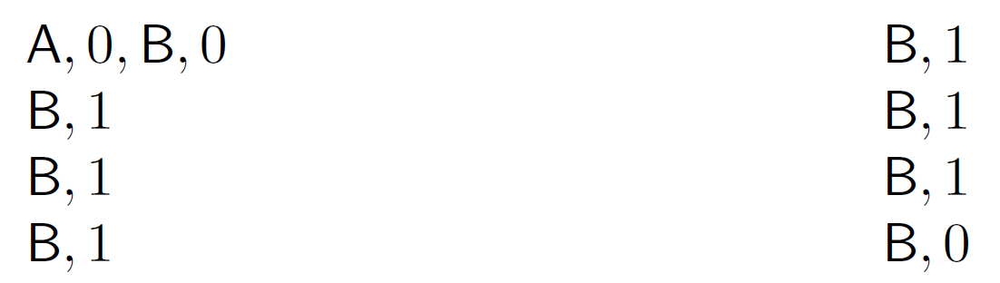 A, 0, B, 0 B, 1
B, 1 B, 1
B, 1 B, 1
B, 1 B, 0